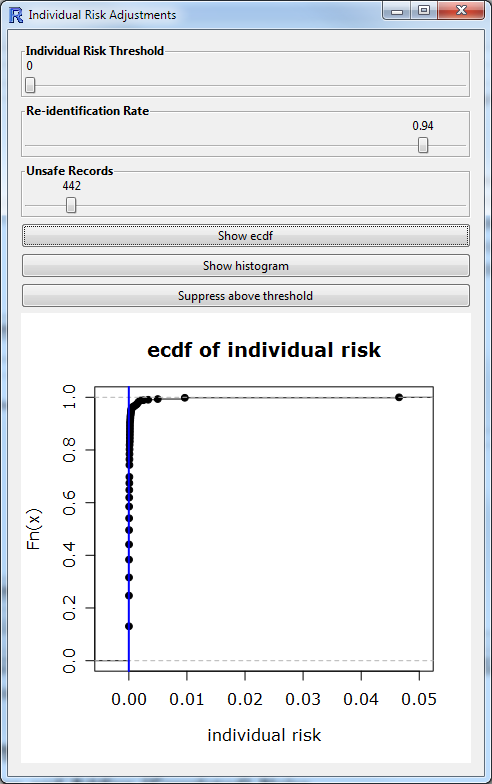 Individual Risk Adjustments
Individual Risk Threshold
0
Re-identification Rate
0.94
Unsafe Records
442
Show ecdf
Show histogram
Suppress above threshold
ecdf of individual risk
Fn(x)
1.0
0.8
0.6
0.4
0.2
0.0
0.00 0.01 0.02 0.03 0.04 0.05
individual risk